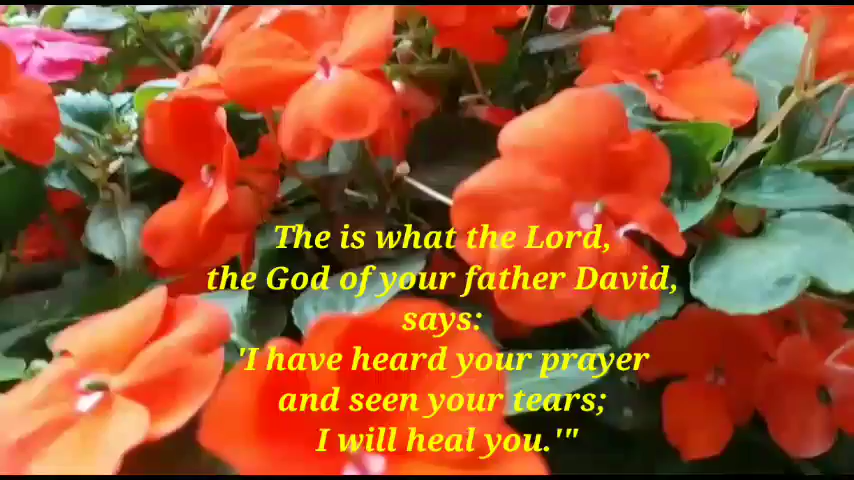 The is what the Lord,
the God of your father David,
says:
'I have heard your prayer
and seen your tears;
I will heal you.'"